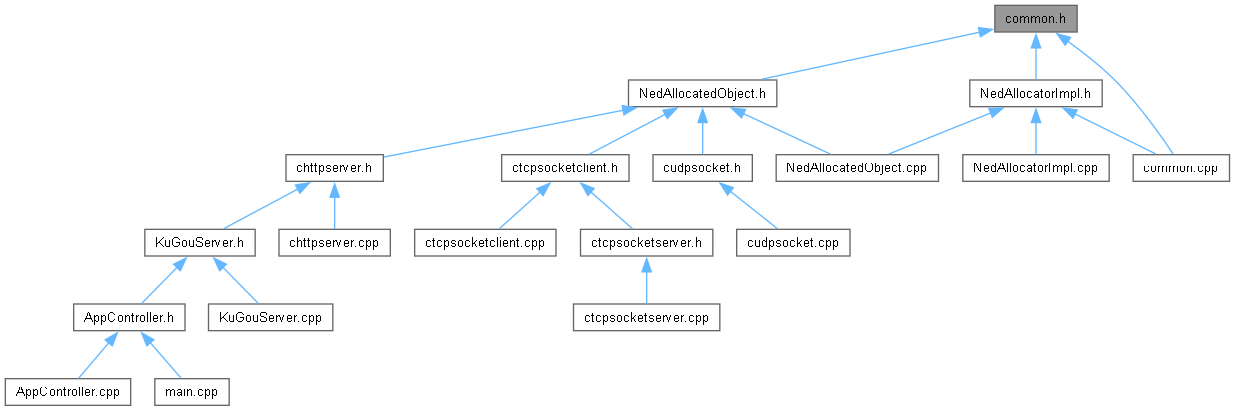 common.h
NedAllocatedObject.h
NedAllocatorImpl.h
chttpserver.h
ctcpsocketclient.h
cudpsocket.h
NedAllocatedObject.cpp
NedAllocatorImpl.cpp
common.cpp
KuGouServer.h
chttpserver.cpp
ctcpsocketclient.cpp
ctcpsocketserver.h
cudpsocket.cpp
AppController.h
KuGouServer.cpp
ctcpsocketserver.cpp
AppController.cpp
main.cpp